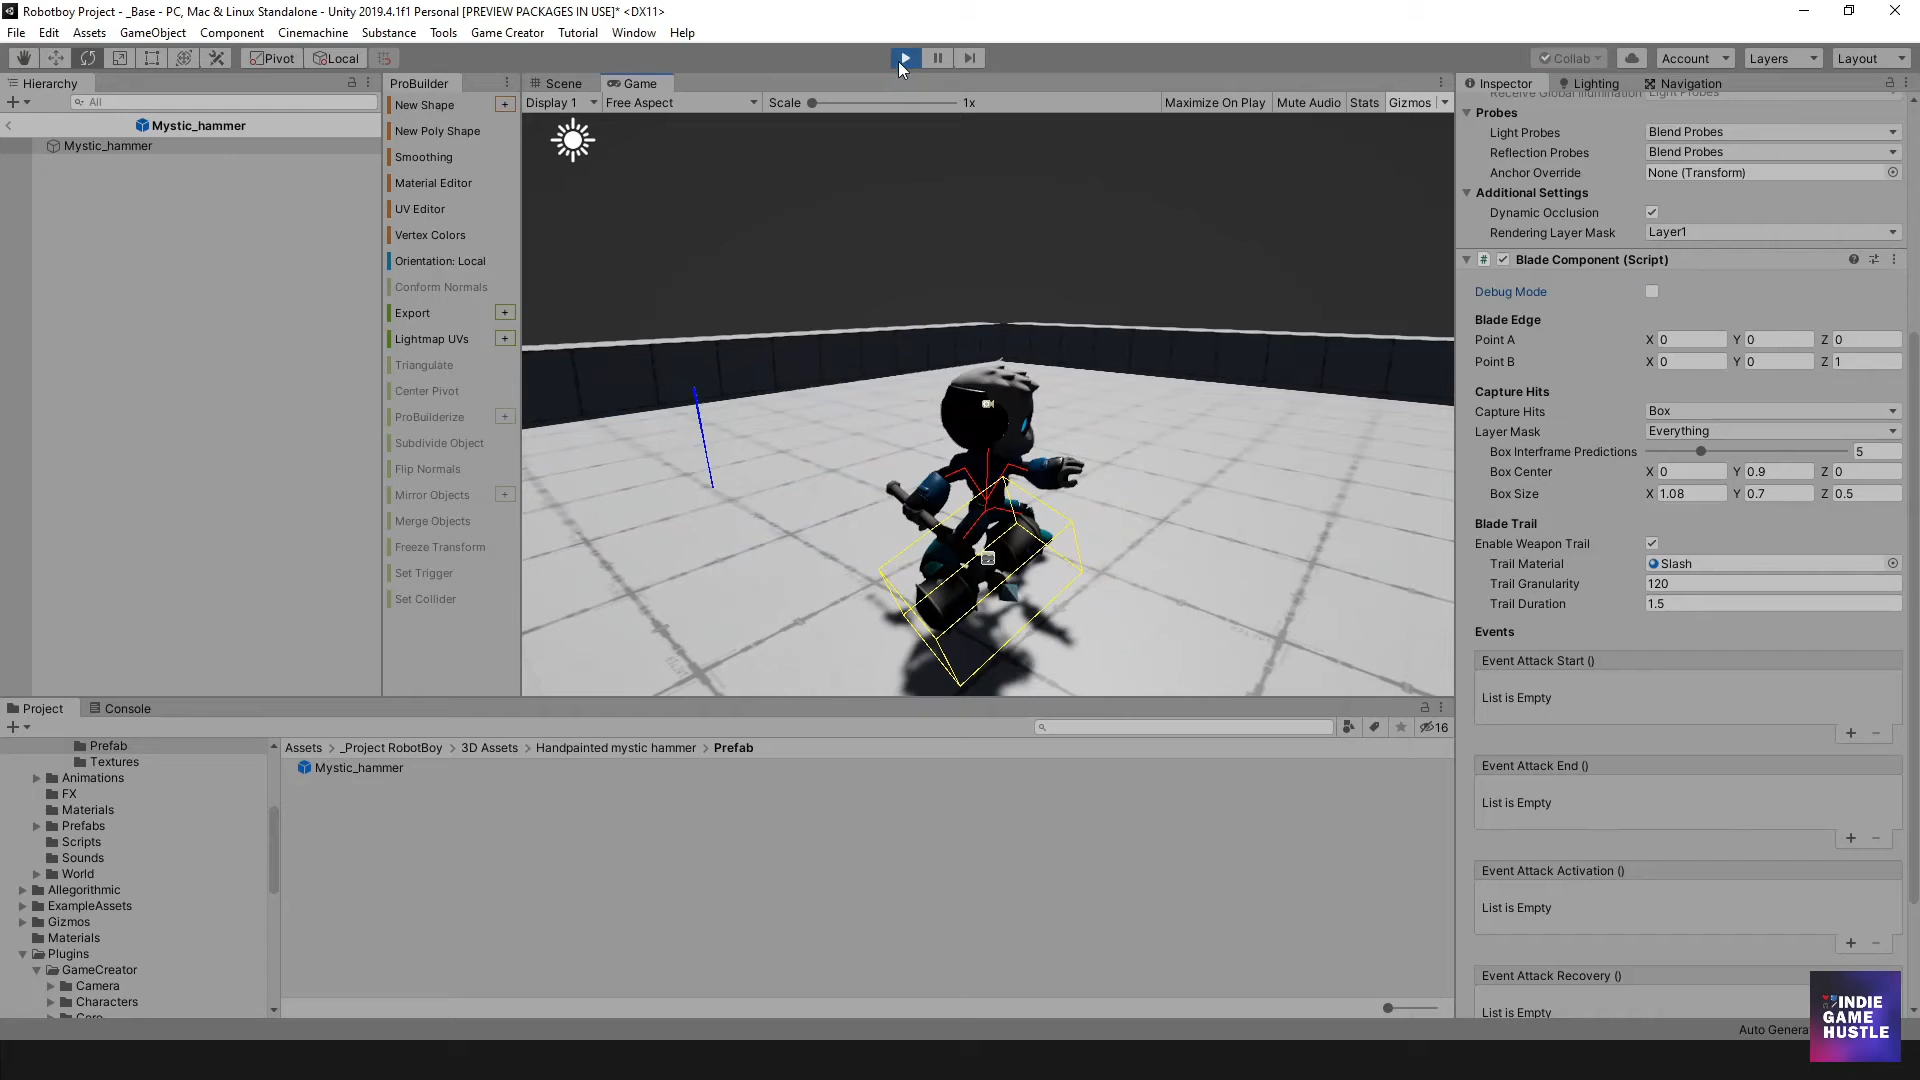 Robotboy Project - _Base - PC, Mac & Linux Standalone - Unity 2019.4.1f1 Personal [PREVIEW PACKAGES IN USE]* <DX11>
File Edit Assets GameObject Component Cinemachine Substance Tools Game Creator Tutorial Window Help
Pivot Local Collab Account Layers Layout
Hierarchy
All
Mystic_hammer
Mystic_hammer
ProBuilder
New Shape
New Poly Shape
Smoothing
Material Editor
UV Editor
Vertex Colors
Orientation: Local
Conform Normals
Export
Lightmap UVs
Triangulate
Center Pivot
ProBuilderize
Subdivide Object
Flip Normals
Mirror Objects
Merge Objects
Freeze Transform
Set Trigger
Set Collider
Scene Game
Display 1 Free Aspect Scale 1x Maximize On Play Mute Audio Stats Gizmos
Inspector Lighting Navigation
Receive Global Illumination Light Probes
Probes
Light Probes Blend Probes
Reflection Probes Blend Probes
Anchor Override None (Transform)
Additional Settings
Dynamic Occlusion
Rendering Layer Mask Layer1
# Blade Component (Script)
Debug Mode
Blade Edge
Point A X 0 Y 0 Z 0
Point B X 0 Y 0 Z 1
Capture Hits
Capture Hits Box
Layer Mask Everything
Box Interframe Predictions 5
Box Center X 0 Y 0.9 Z 0
Box Size X 1.08 Y 0.7 Z 0.5
Blade Trail
Enable Weapon Trail
Trail Material Slash
Trail Granularity 120
Trail Duration 1.5
Events
Event Attack Start ()
List is Empty
Event Attack End ()
List is Empty
Event Attack Activation ()
List is Empty
Event Attack Recovery ()
List is Empty
Project Console
16
Prefab
Textures
Animations
FX
Materials
Prefabs
Scripts
Sounds
World
Allegorithmic
ExampleAssets
Gizmos
Materials
Plugins
GameCreator
Camera
Characters
Core
Assets > _Project RobotBoy > 3D Assets > Handpainted mystic hammer > Prefab
Mystic_hammer
Auto Genera
INDIE
GAME
HUSTLE